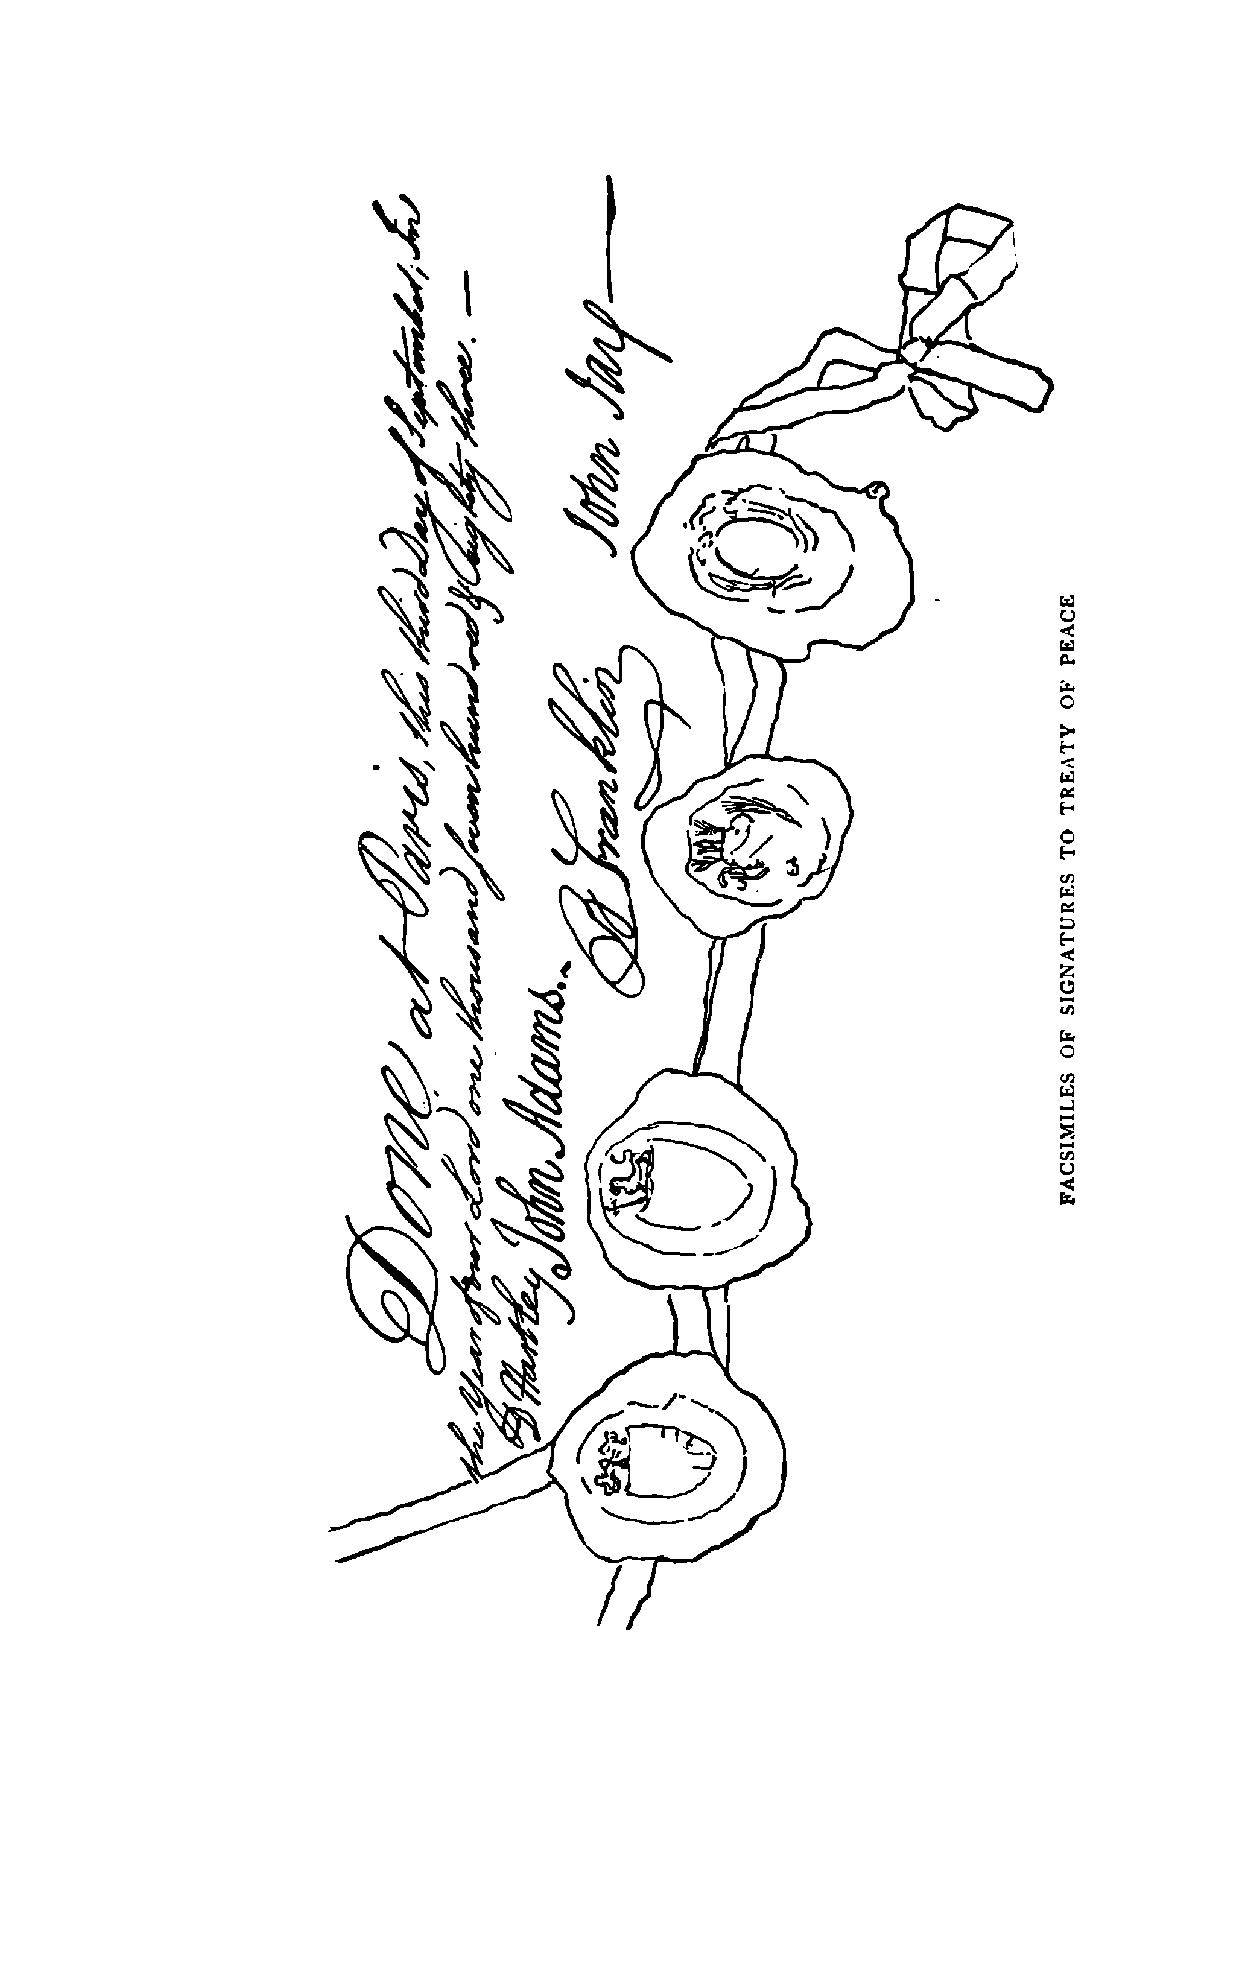 Done at Paris, this third Day of September, In
the Year of our Lord one thousand seven hundred & Eighty three. —
D Hartley John Adams.. B Franklin John Jay —
FACSIMILES OF SIGNATURES TO TREATY OF PEACE